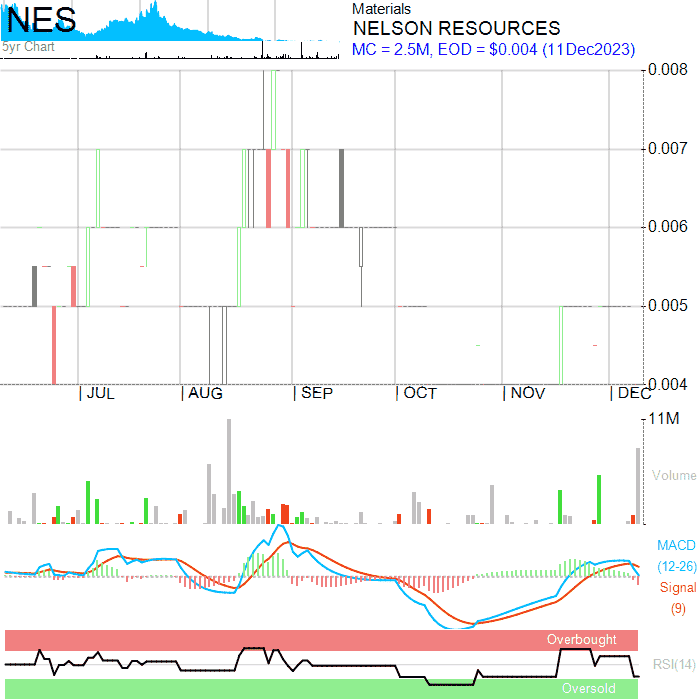 NES
5yr Chart
Materials
NELSON RESOURCES
MC = 2.5M, EOD = $0.004 (11Dec2023)
0.008
0.007
0.006
0.005
0.004
| JUL | AUG | SEP | OCT | NOV | DEC
11M
Volume
MACD
(12-26)
Signal
(9)
Overbought
RSI(14)
Oversold